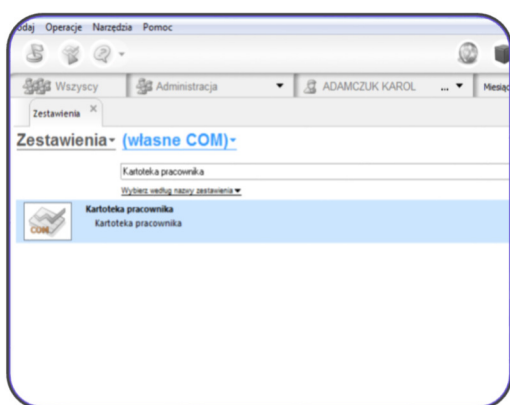 odaj Operacje Narzędzia Pomoc
Wszyscy Administracja ADAMCZUK KAROL ... Miesiąc
Zestawienia
Zestawienia (własne COM)
Kartoteka pracownika
Wybierz według nazwy zestawienia
Kartoteka pracownika
COM
Kartoteka pracownika